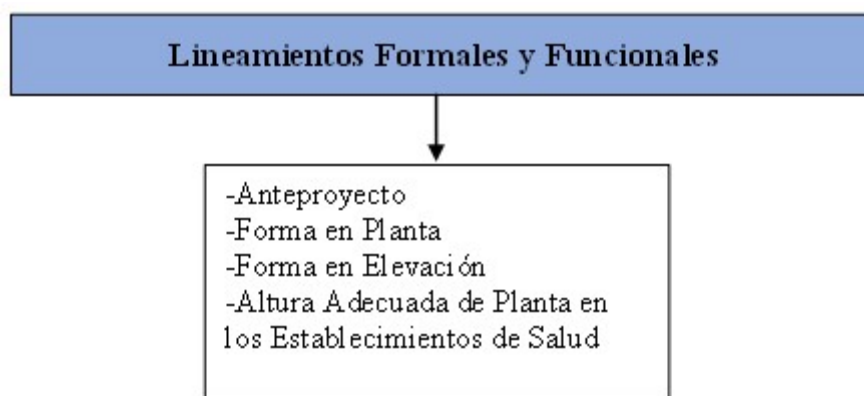 Lineamientos Formales y Funcionales
-Anteproyecto
-Forma en Planta
-Forma en Elevación
-Altura Adecuada de Planta en
los Establecimientos de Salud